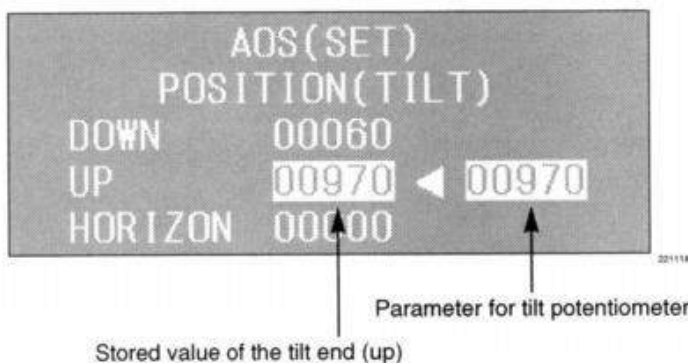 AOS(SET)
POSITION(TILT)
DOWN 00060
UP 00970 ◀ 00970
HORIZON 00000
Parameter for tilt potentiometer
Stored value of the tilt end (up)